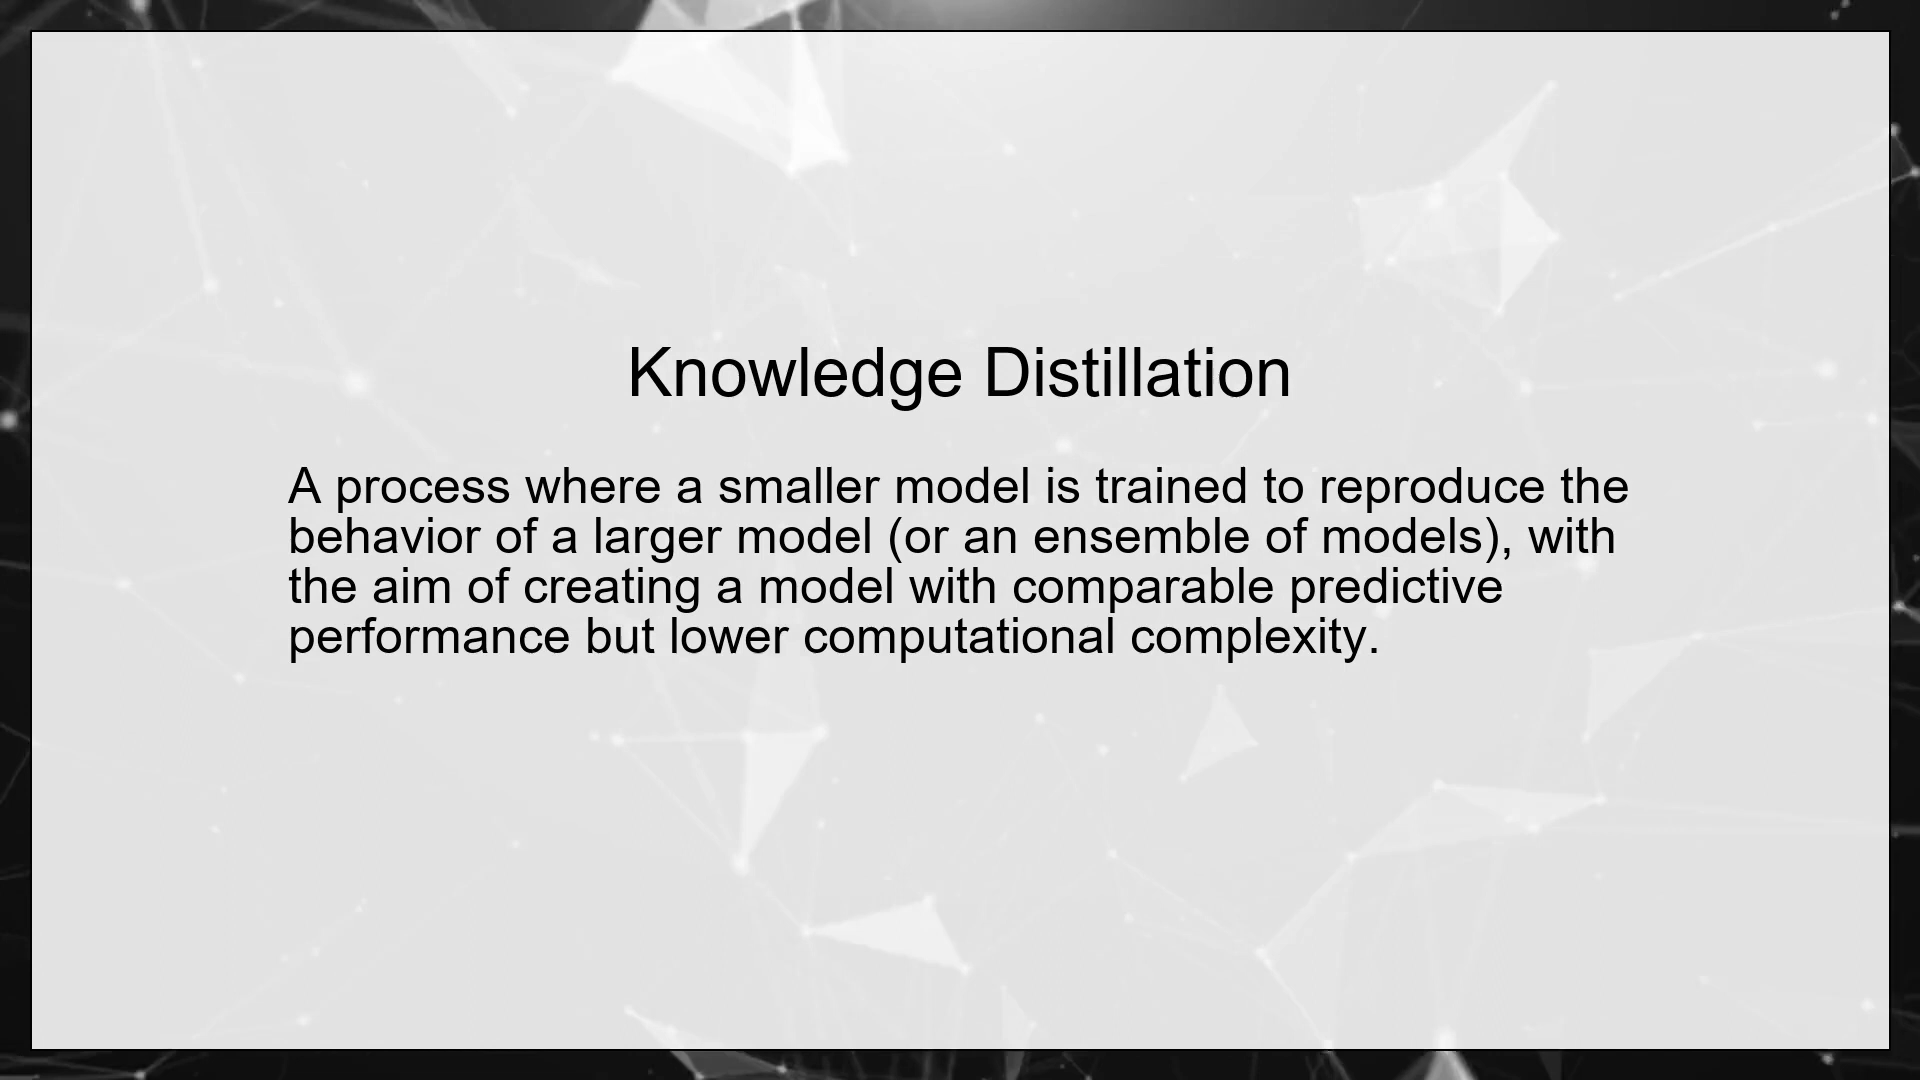 Knowledge Distillation
A process where a smaller model is trained to reproduce the
behavior of a larger model (or an ensemble of models), with
the aim of creating a model with comparable predictive
performance but lower computational complexity.